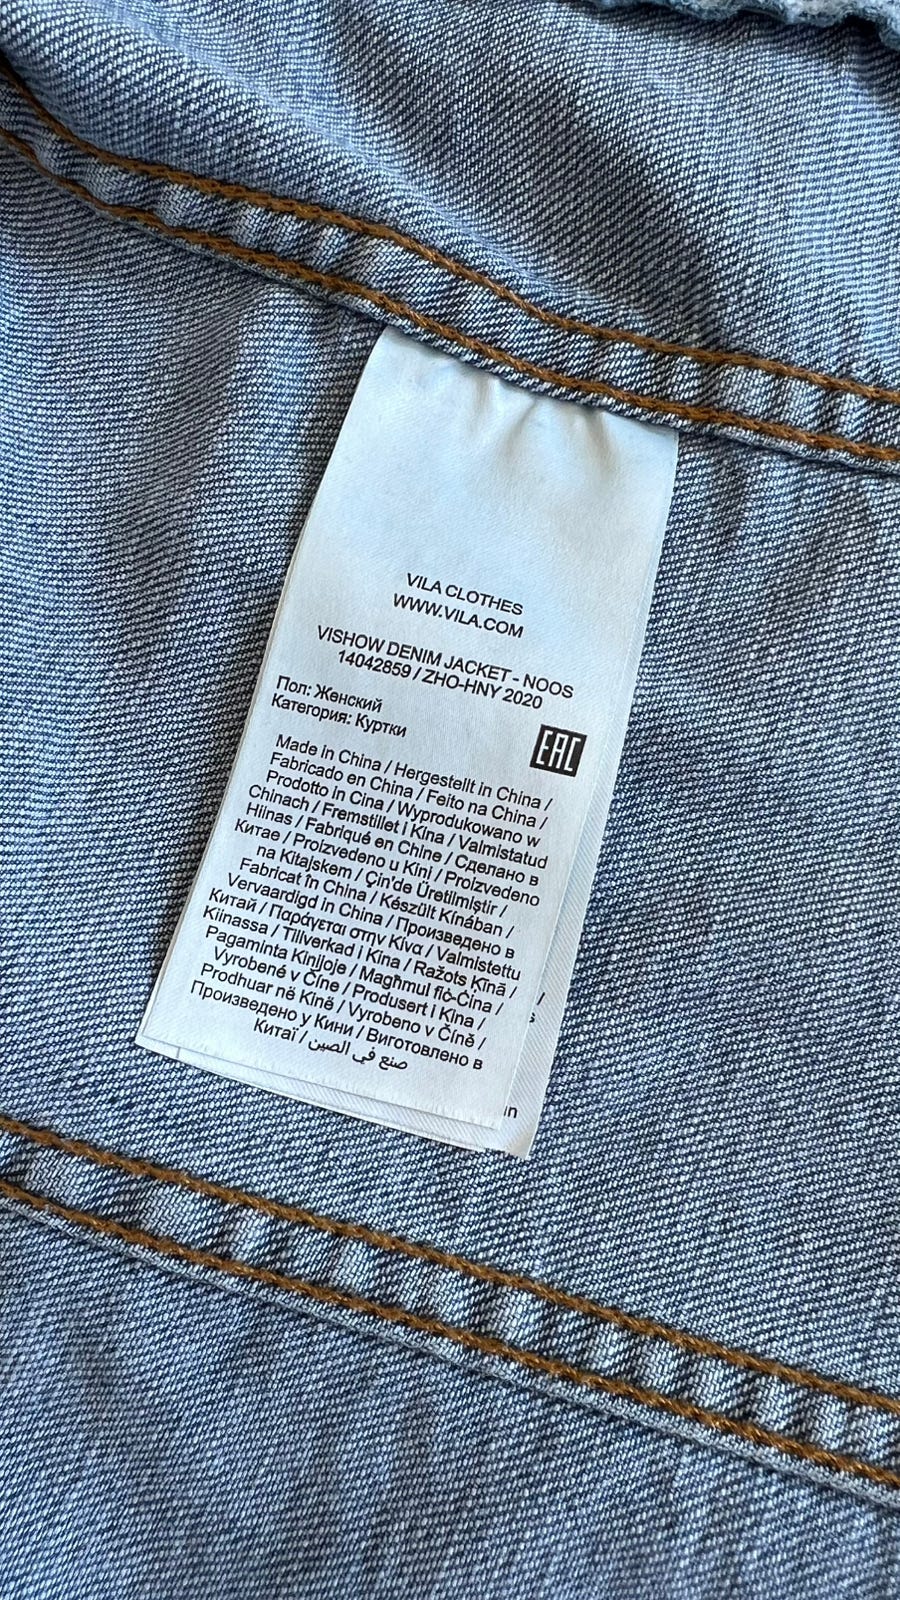 VILA CLOTHES
WWW.VILA.COM
VISHOW DENIM JACKET - NOOS
14042859 / ZHO-HNY 2020
Пол: Женский
Категория: Куртки
EAC
Made in China / Hergestellt in China /
Fabricado en China / Feito na China /
Prodotto in Cina / Wyprodukowano w
Chinach / Fremstillet i Kina / Valmistatud
Hiinas / Fabriqué en Chine / Сделано в
Китае / Proizvedeno u Kini / Proizvedeno
na Kitajskem / Çin'de Üretilmiştir /
Fabricat în China / Készült Kínában /
Vervaardigd in China / Произведено в
Китай / Παράγεται στην Κίνα / Valmistettu
Kiinassa / Tillverkad i Kina / Ražots Ķīnā /
Pagaminta Kinijoje / Magħmul fiċ-Ċina /
Vyrobené v Číne / Produsert i Kina /
Prodhuar në Kinë / Vyrobeno v Číně /
Произведено у Кини / Виготовлено в
Китаї / صنع في الصين